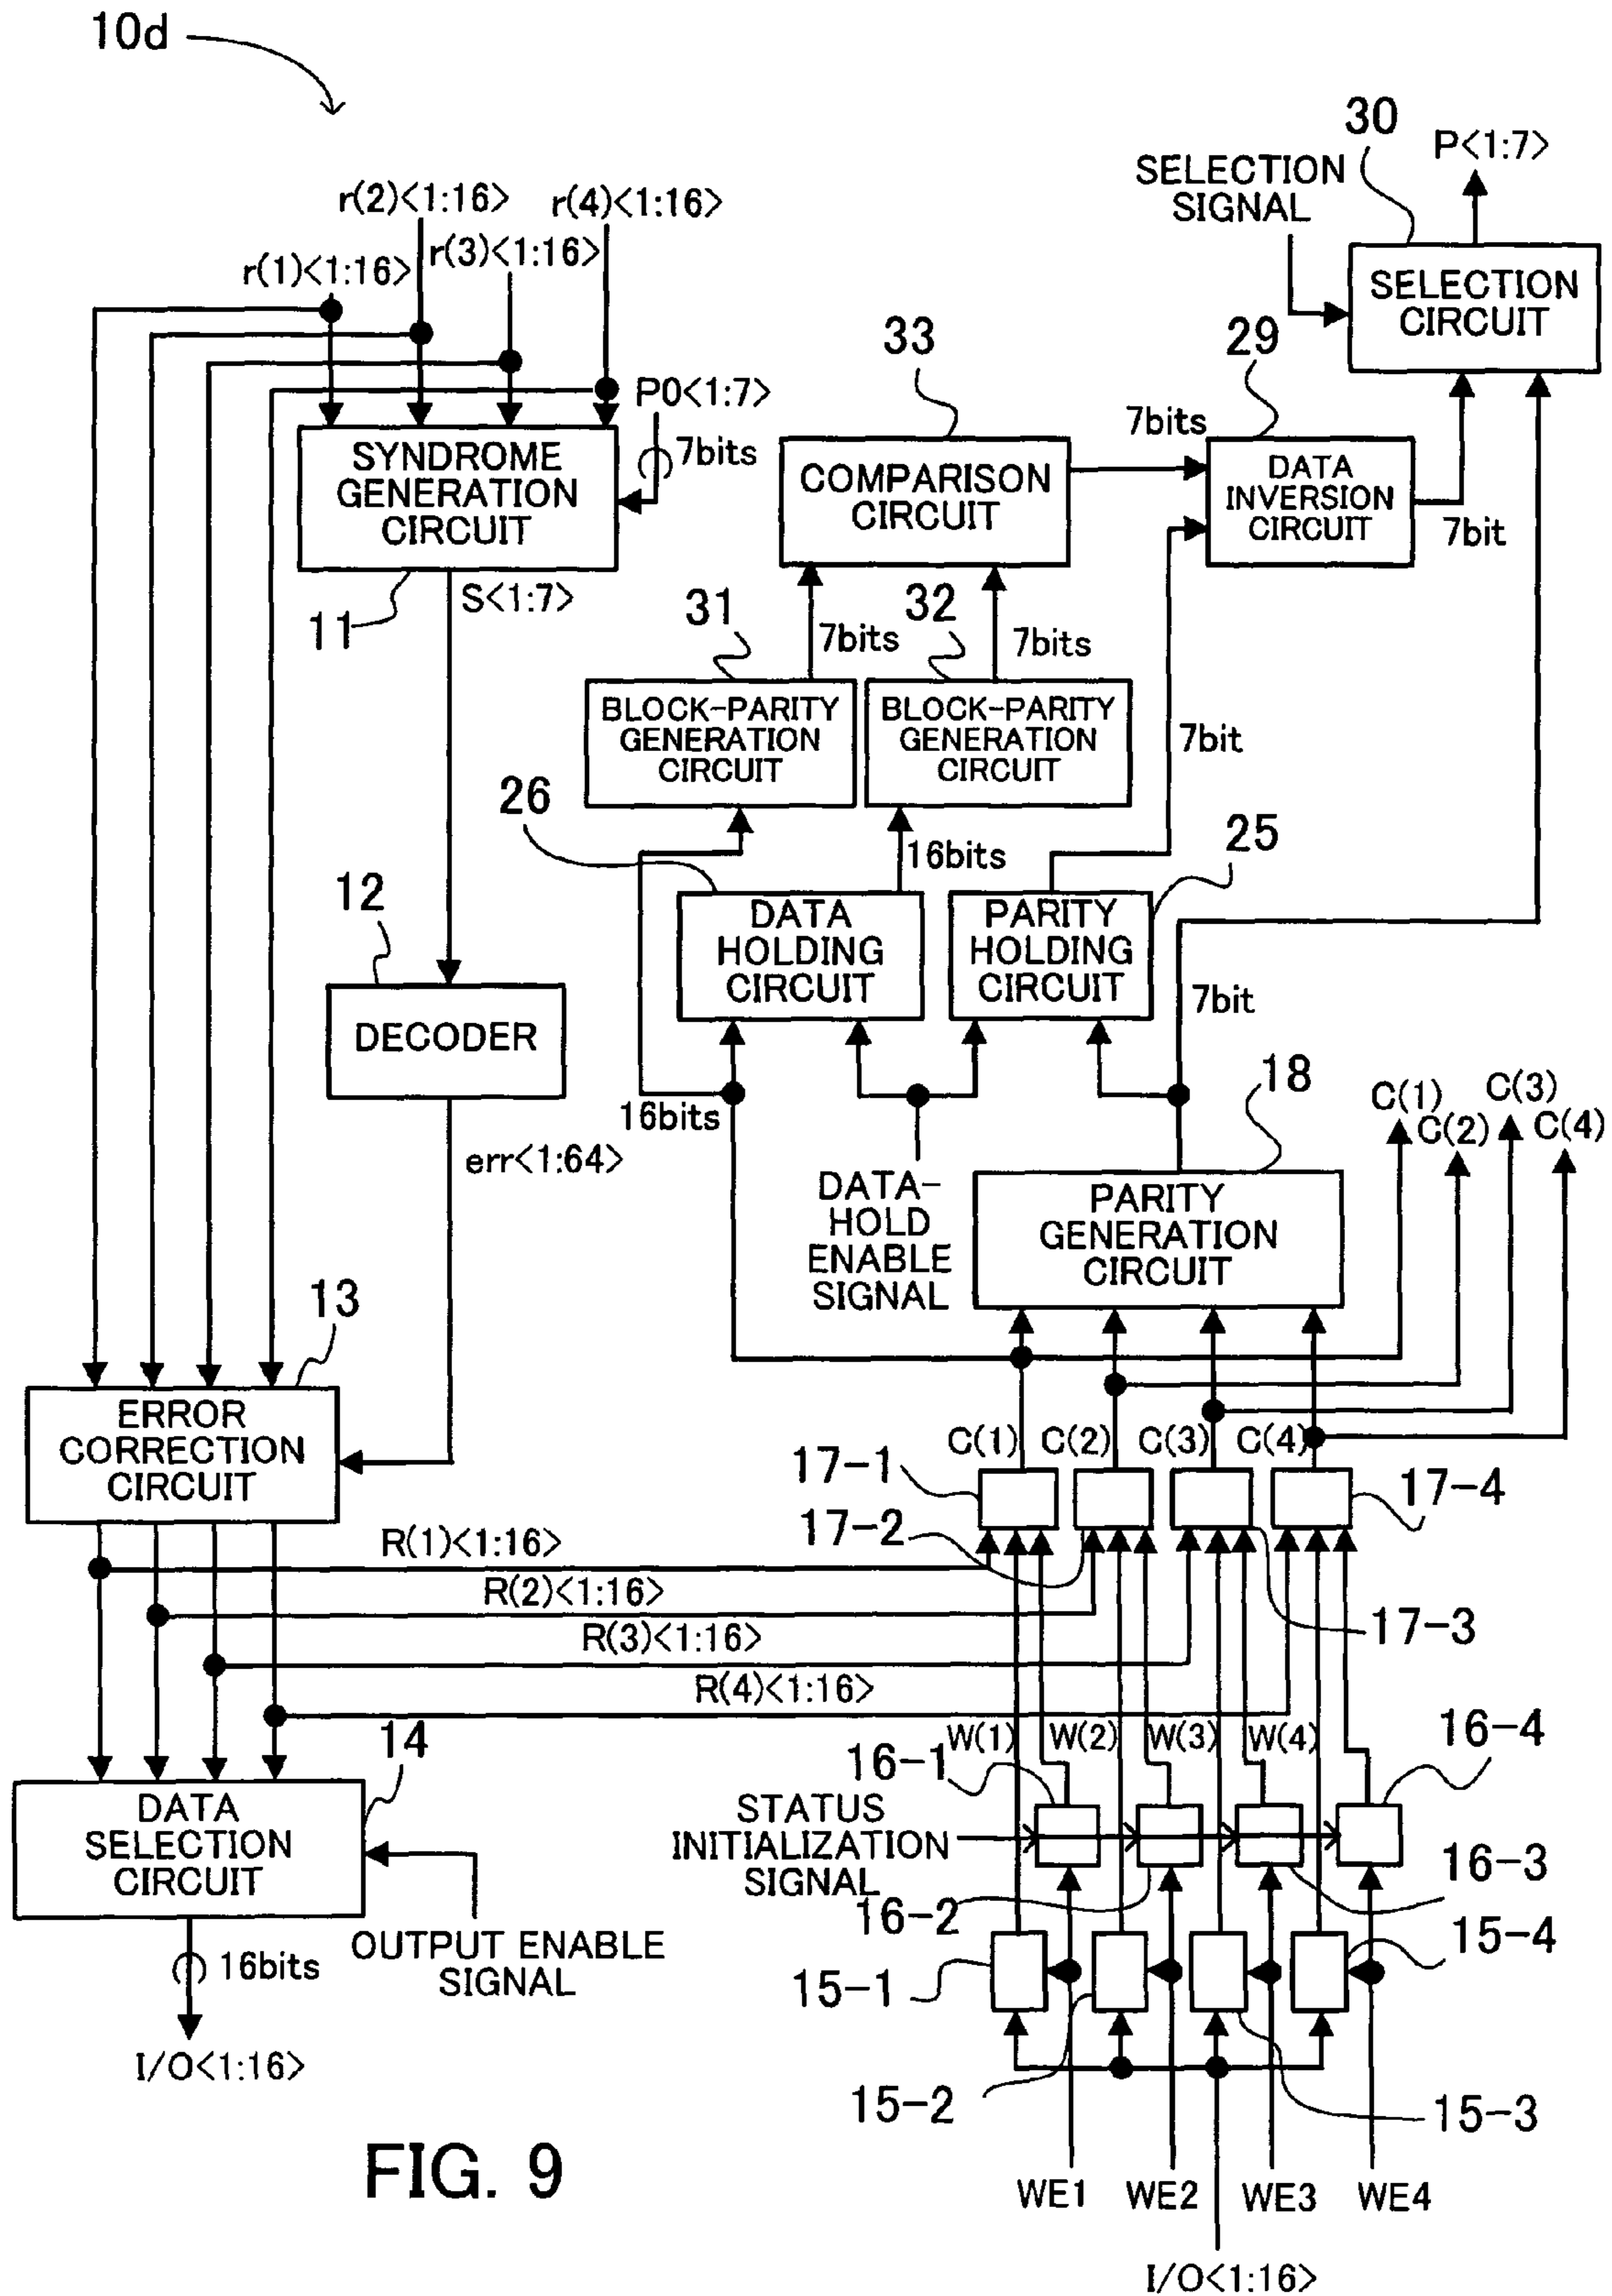 10d
30
P<1:7>
SELECTION
SIGNAL
r(2)<1:16>
r(4)<1:16>
r(3)<1:16>
r(1)<1:16>
SELECTION
CIRCUIT
33
29
P0<1:7>
7bits
7bits
SYNDROME
GENERATION
CIRCUIT
COMPARISON
CIRCUIT
DATA
INVERSION
CIRCUIT
7bit
S<1:7>
11
31
32
7bits
7bits
BLOCK-PARITY
GENERATION
CIRCUIT
BLOCK-PARITY
GENERATION
CIRCUIT
7bit
26
25
16bits
12
DATA
HOLDING
CIRCUIT
PARITY
HOLDING
CIRCUIT
7bit
DECODER
18
16bits
C(1)
C(3)
C(2)
C(4)
err<1:64>
DATA-
HOLD
ENABLE
SIGNAL
PARITY
GENERATION
CIRCUIT
13
ERROR
CORRECTION
CIRCUIT
C(1)
C(2)
C(3)
C(4)
17-1
17-4
17-2
R(1)<1:16>
R(2)<1:16>
R(3)<1:16>
17-3
R(4)<1:16>
14
W(1)
W(2)
W(3)
W(4)
16-4
16-1
DATA
SELECTION
CIRCUIT
STATUS
INITIALIZATION
SIGNAL
16-3
16-2
15-4
OUTPUT ENABLE
SIGNAL
16bits
15-1
I/O<1:16>
15-2
15-3
FIG. 9
WE1
WE2
WE3
WE4
I/O<1:16>